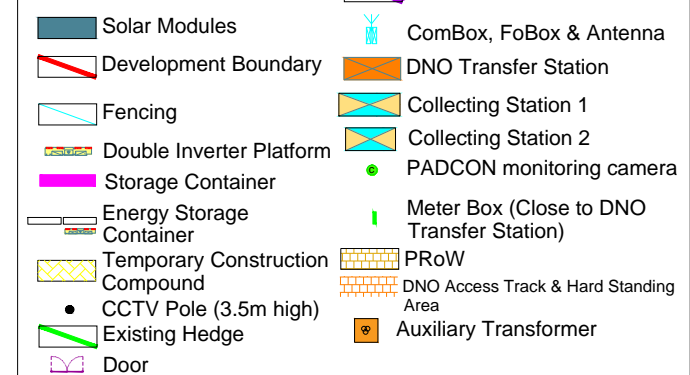 Solar Modules
Development Boundary
Fencing
Double Inverter Platform
Storage Container
Energy Storage
Container
Temporary Construction
Compound
CCTV Pole (3.5m high)
Existing Hedge
Door
ComBox, FoBox & Antenna
DNO Transfer Station
Collecting Station 1
Collecting Station 2
C
PADCON monitoring camera
Meter Box (Close to DNO
Transfer Station)
PRoW
DNO Access Track & Hard Standing
Area
Auxiliary Transformer